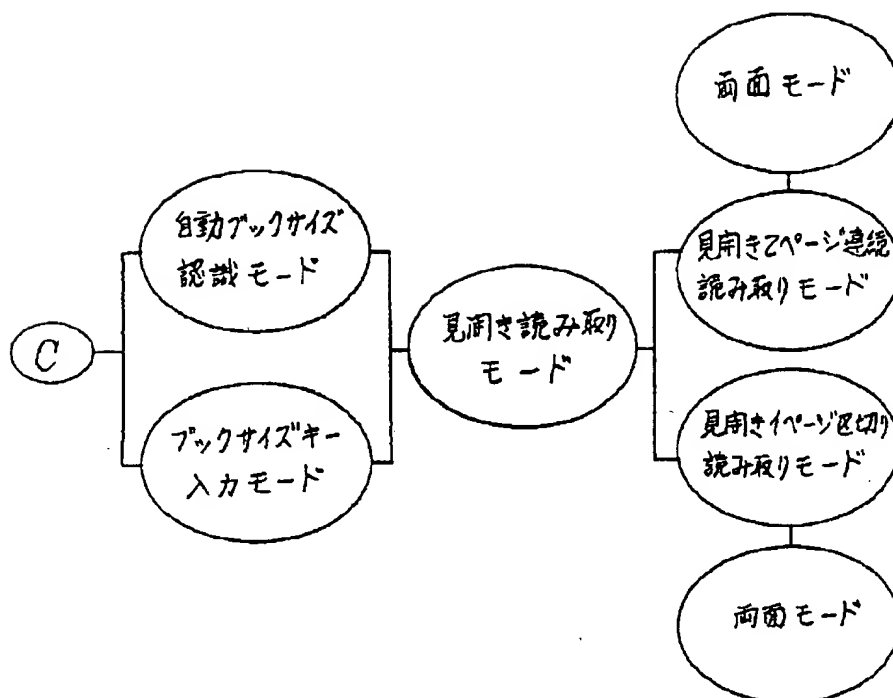 両面モード
自動ブックサイズ
認識モード
見開き2ページ連続
読み取りモード
C
見開き読み取り
モード
ブックサイズキー
入力モード
見開き1ページ区切り
読み取りモード
両面モード